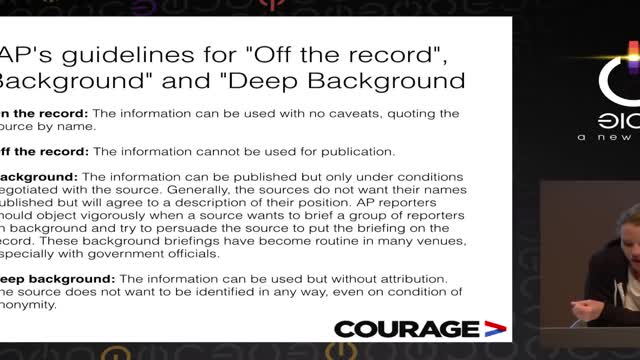 AP's guidelines for "Off the record",
ackground" and "Deep Background
n the record: The information can be used with no caveats, quoting the
ource by name.
ff the record: The information cannot be used for publication.
ackground: The information can be published but only under conditions
egotiated with the source. Generally, the sources do not want their names
ublished but will agree to a description of their position. AP reporters
hould object vigorously when a source wants to brief a group of reporters
n background and try to persuade the source to put the briefing on the
ecord. These background briefings have become routine in many venues,
specially with government officials.
eep background: The information can be used but without attribution.
he source does not want to be identified in any way, even on condition of
nonymity.
COURAGE
a new